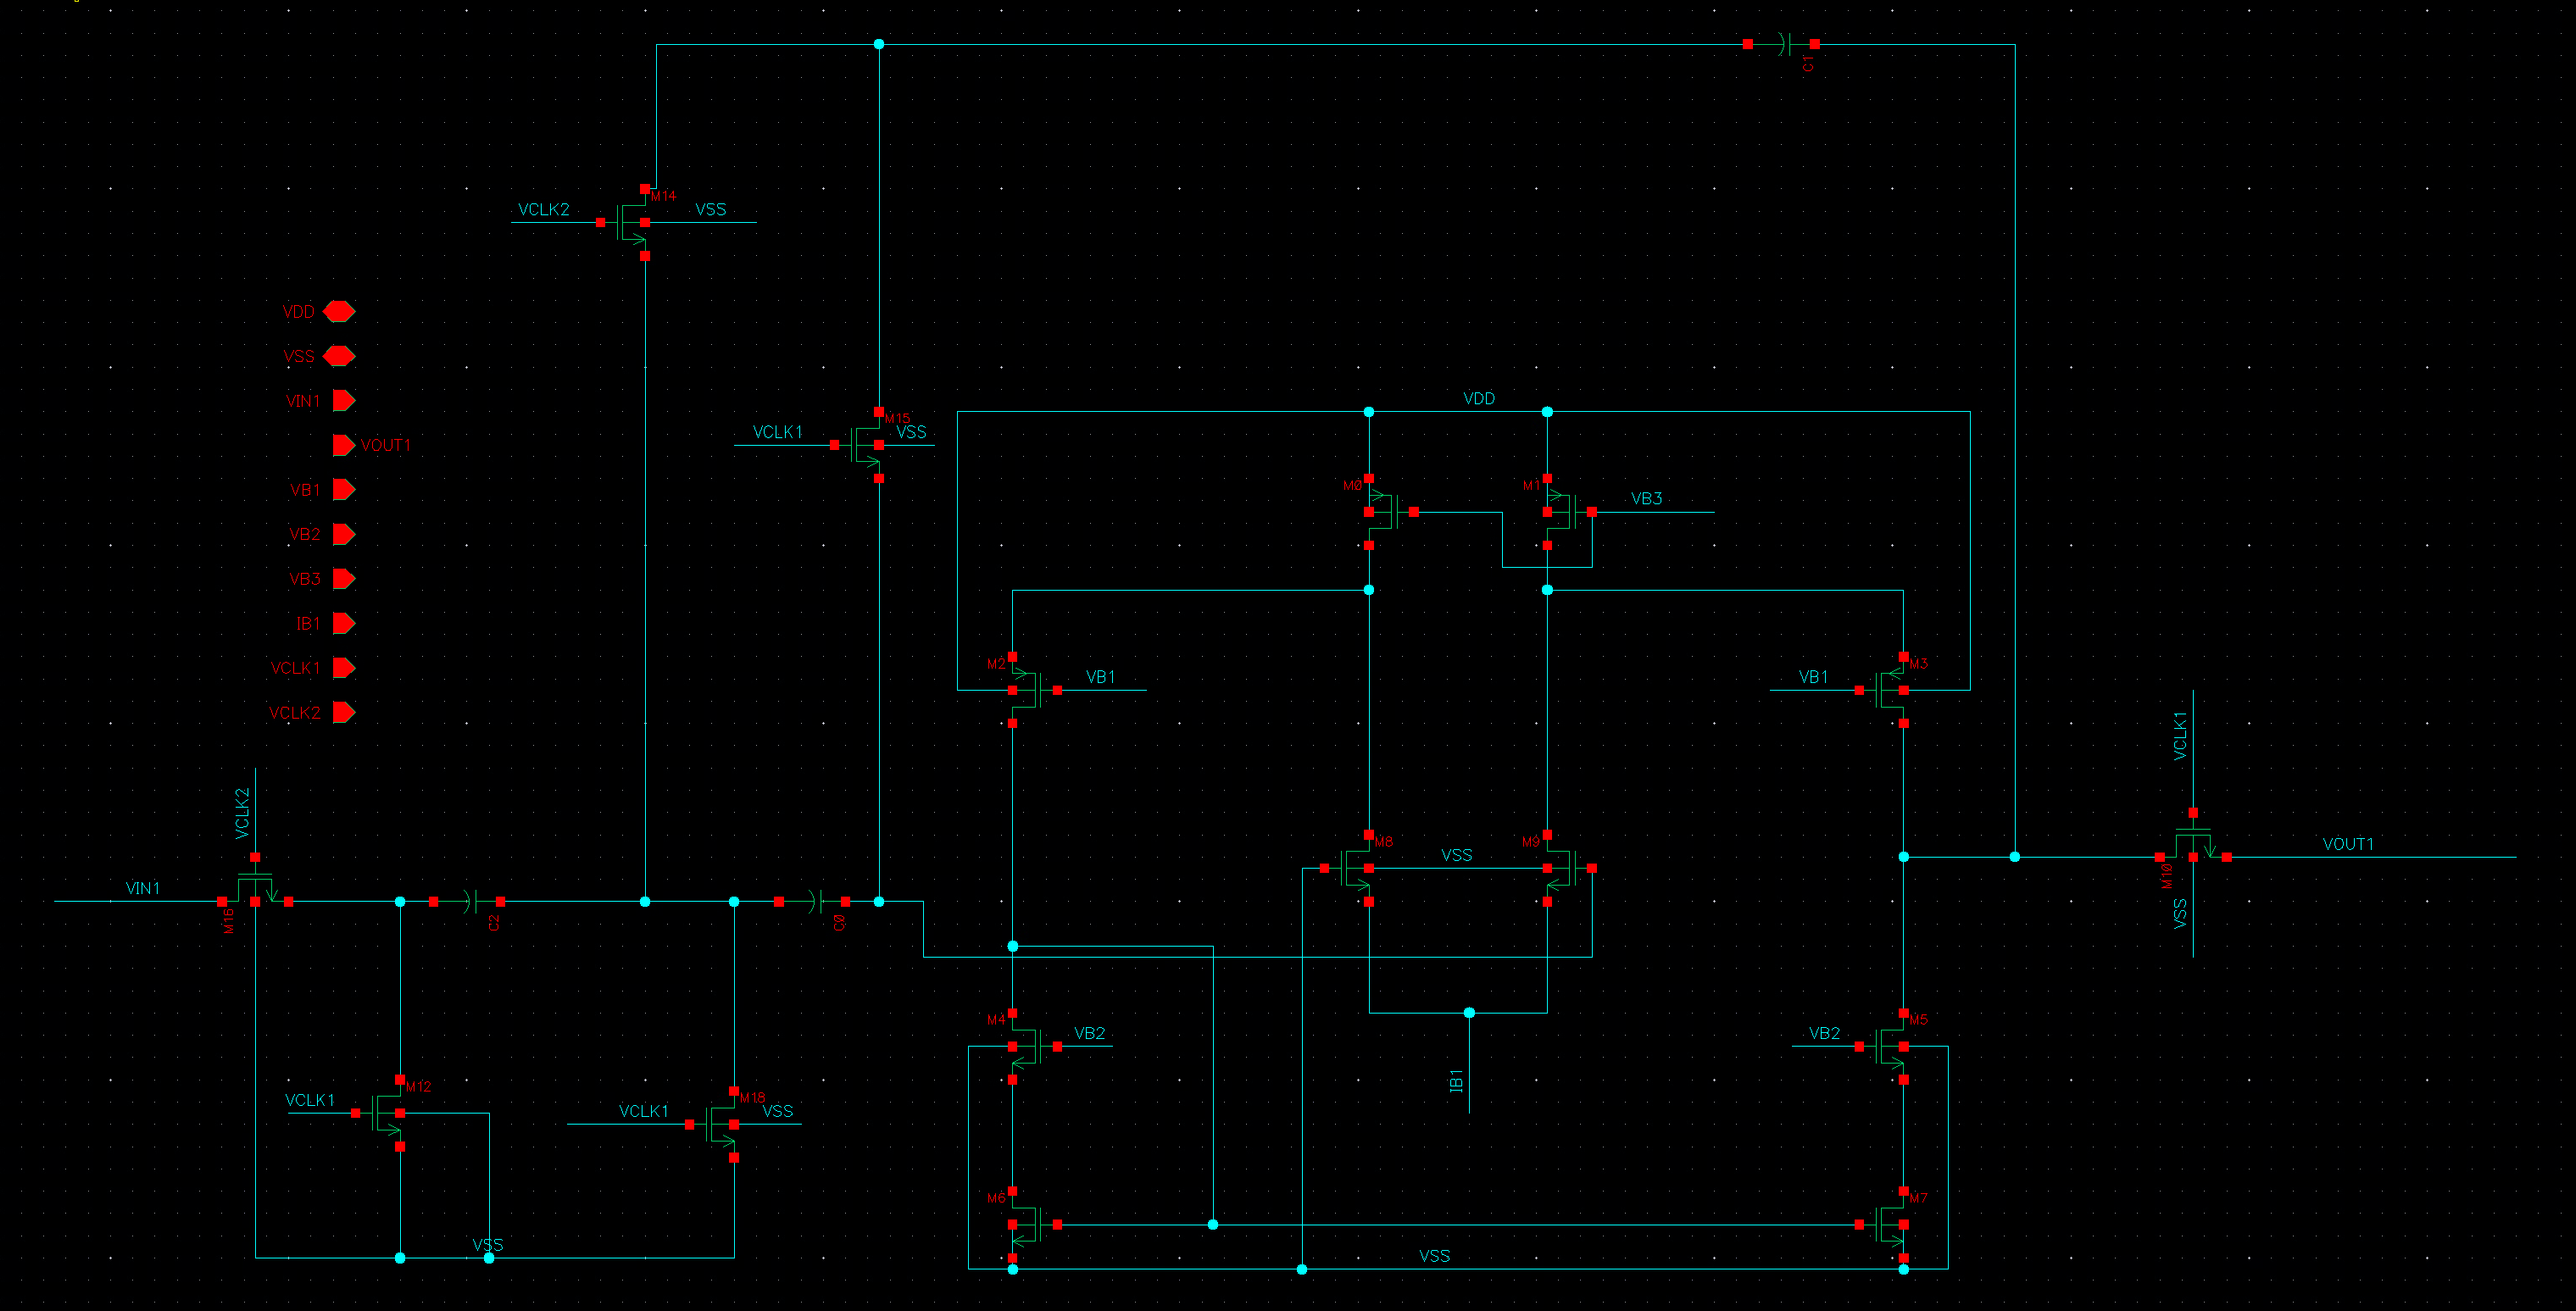 C1
M14
VCLK2
VSS
VDD
VSS
VIN1
VOUT1
VB1
VB2
VB3
IB1
VCLK1
VCLK2
M15
VCLK1
VSS
VDD
M0
M1
VB3
M2
VB1
VB1
M3
VCLK2
VIN1
M16
C2
C0
M8
VSS
M9
VCLK1
M10
VOUT1
VSS
M4
VB2
VB2
M5
IB1
M12
VCLK1
M18
VCLK1
VSS
M6
M7
VSS
VSS